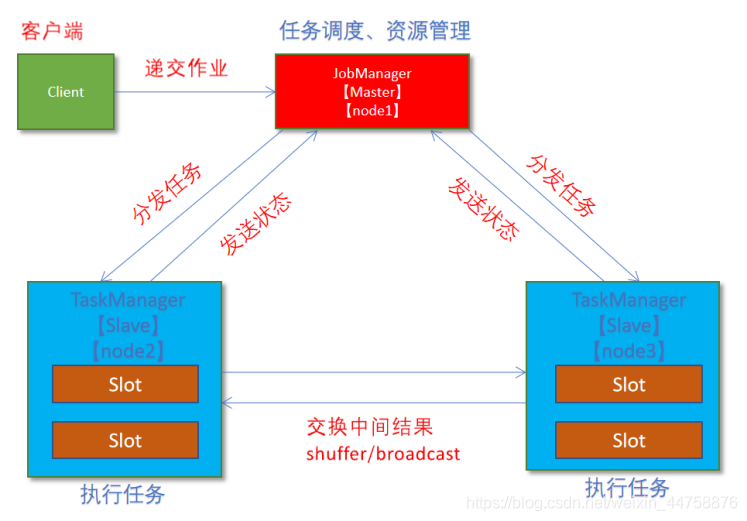 客户端
任务调度、资源管理
Client
递交作业
JobManager
【Master】
【node1】
分发任务
发送状态
发送状态
分发任务
TaskManager
【Slave】
【node2】
Slot
Slot
执行任务
TaskManager
【Slave】
【node3】
Slot
Slot
执行任务
交换中间结果
shuffer/broadcast
https://blog.csdn.net/weixin_44758876